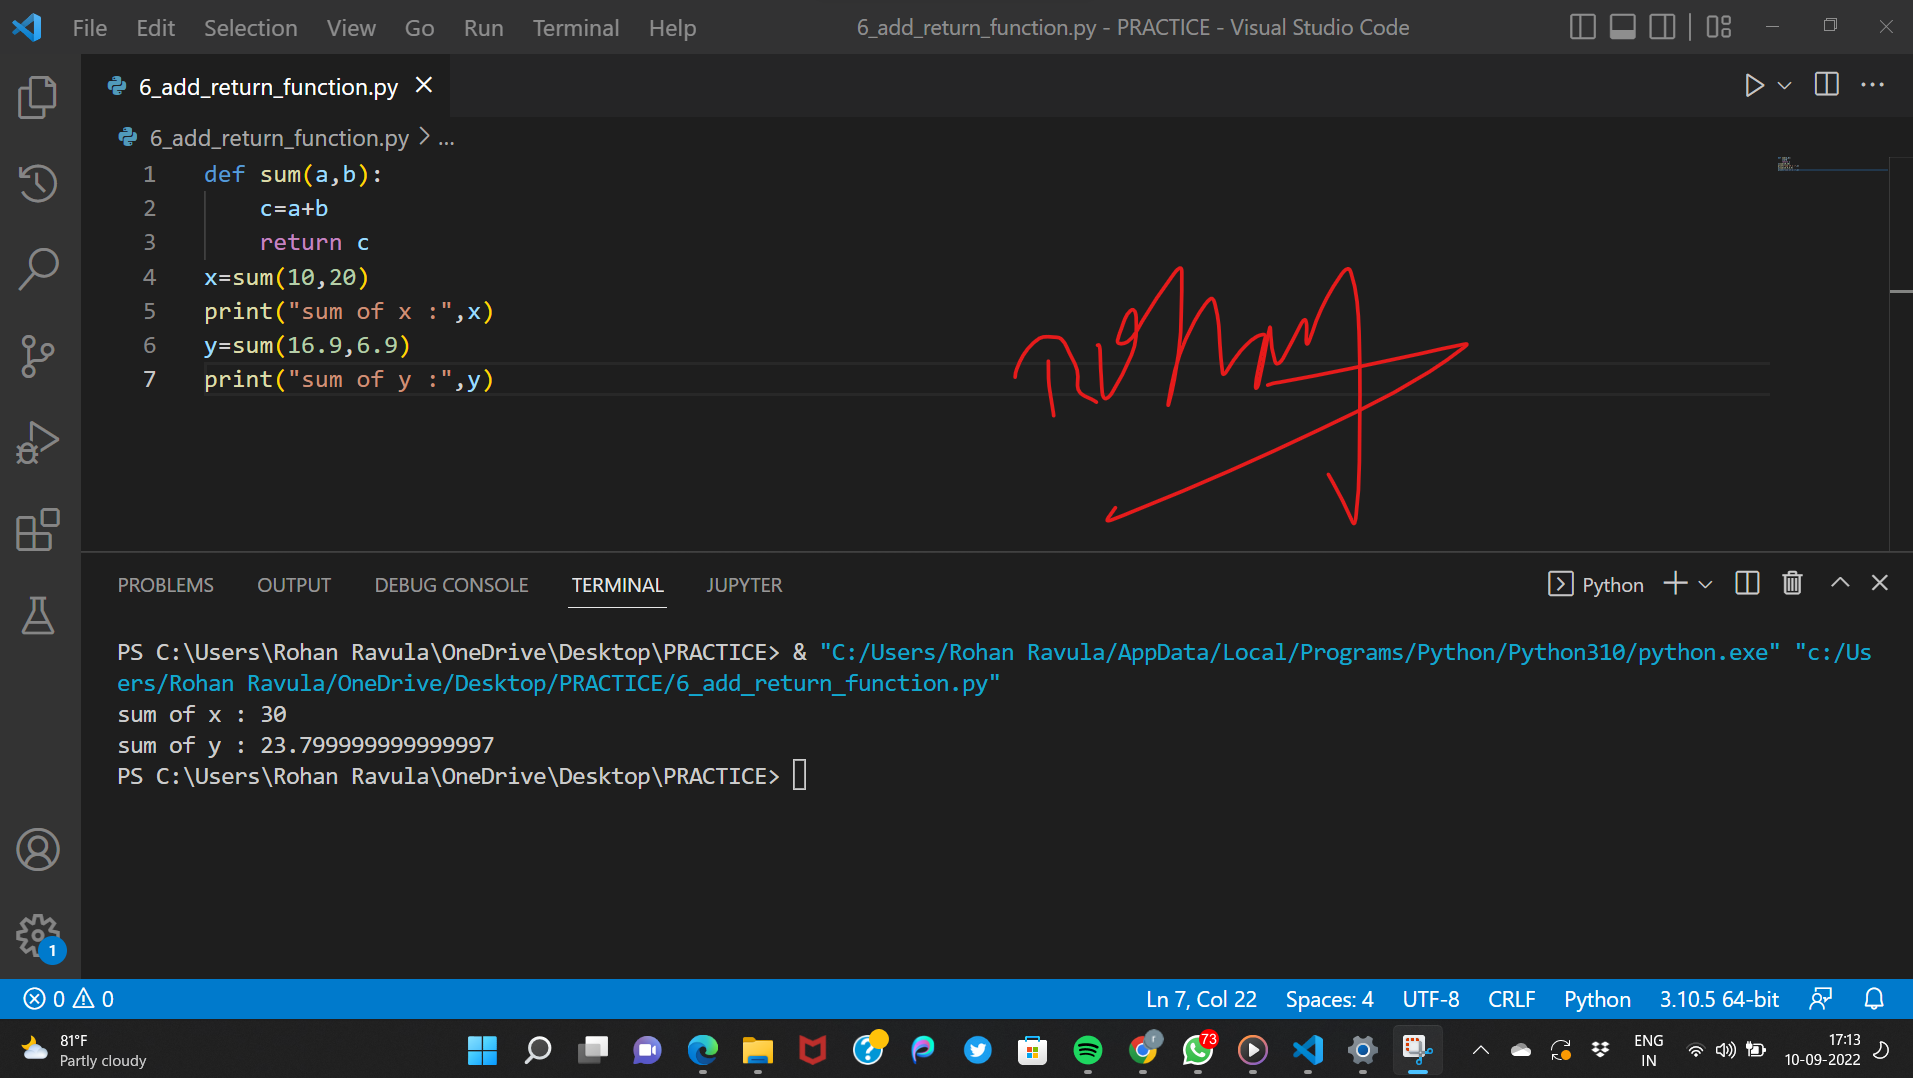 File Edit Selection View Go Run Terminal Help 6_add_return_function.py - PRACTICE - Visual Studio Code
6_add_return_function.py
6_add_return_function.py > ...
1 def sum(a,b):
2     c=a+b
3     return c
4 x=sum(10,20)
5 print("sum of x :",x)
6 y=sum(16.9,6.9)
7 print("sum of y :",y)
Rohan
PROBLEMS OUTPUT DEBUG CONSOLE TERMINAL JUPYTER Python
PS C:\Users\Rohan Ravula\OneDrive\Desktop\PRACTICE> & "C:/Users/Rohan Ravula/AppData/Local/Programs/Python/Python310/python.exe" "c:/Us
ers/Rohan Ravula/OneDrive/Desktop/PRACTICE/6_add_return_function.py"
sum of x : 30
sum of y : 23.799999999999997
PS C:\Users\Rohan Ravula\OneDrive\Desktop\PRACTICE>
1
0 0 Ln 7, Col 22 Spaces: 4 UTF-8 CRLF Python 3.10.5 64-bit
81°F
Partly cloudy
r
73
ENG
IN
17:13
10-09-2022